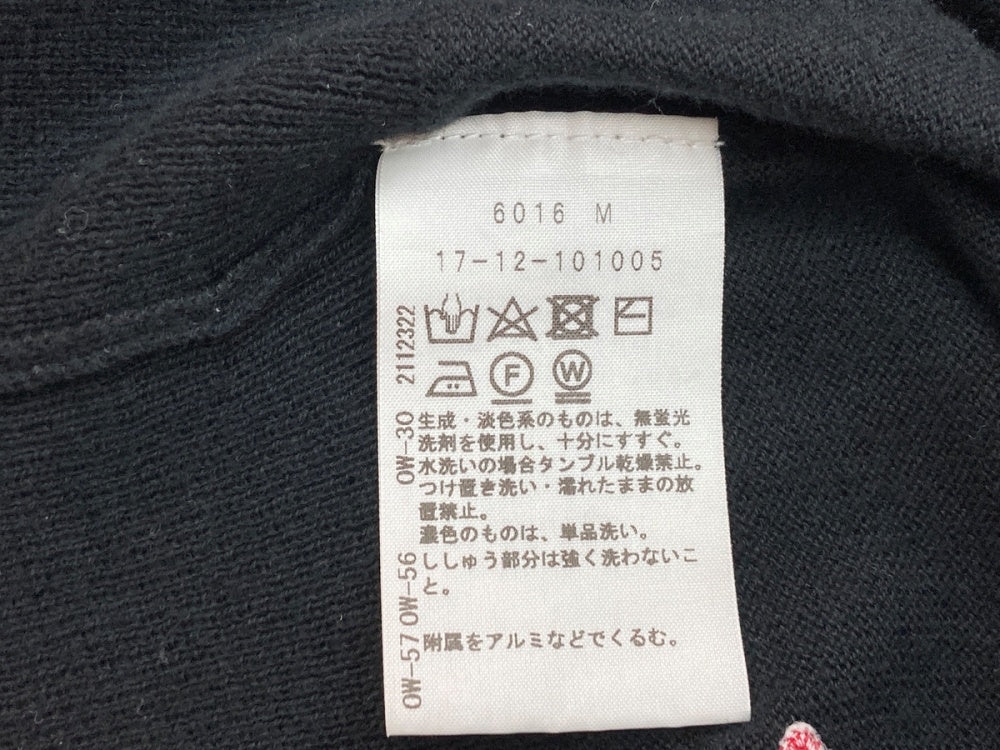 6016 M
17-12-101005
2112322
F
W
OW-30
生成・淡色系のものは、無蛍光
洗剤を使用し、十分にすすぐ。
水洗いの場合タンブル乾燥禁止。
つけ置き洗い・濡れたままの放
置禁止。
濃色のものは、単品洗い。
OW-56
ししゅう部分は強く洗わないこ
と。
OW-57
附属をアルミなどでくるむ。